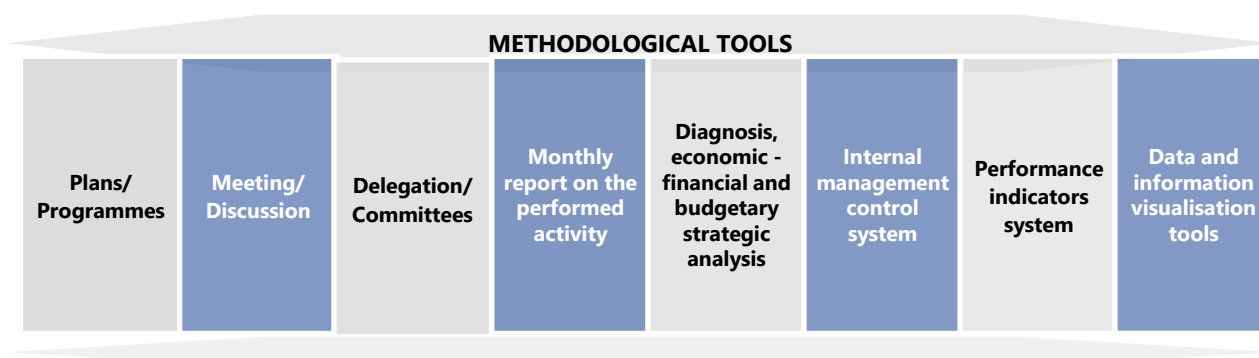 METHODOLOGICAL TOOLS
Plans/
Programmes
Meeting/
Discussion
Delegation/
Committees
Monthly
report on the
performed
activity
Diagnosis,
economic -
financial and
budgetary
strategic
analysis
Internal
management
control
system
Performance
indicators
system
Data and
information
visualisation
tools